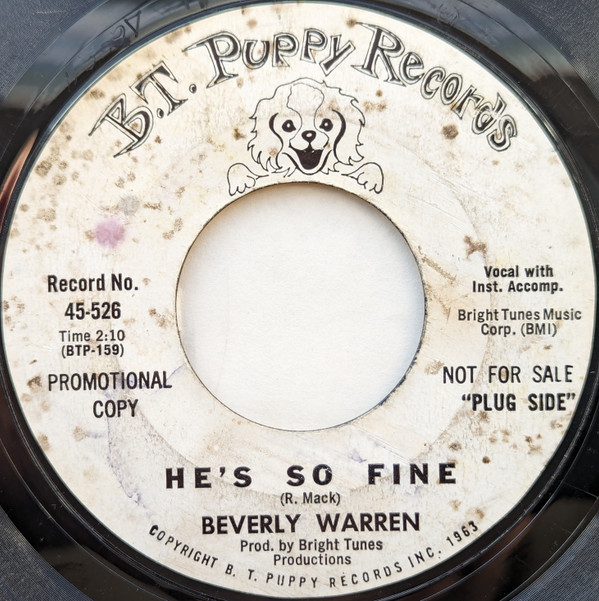 B.T. PUPPY RECORDS
Record No.
45-526
Time 2:10
(BTP-159)
PROMOTIONAL
COPY
Vocal with
Inst. Accomp.
Bright Tunes Music
Corp. (BMI)
NOT FOR SALE
"PLUG SIDE"
HE'S SO FINE
(R. Mack)
BEVERLY WARREN
Prod. by Bright Tunes
Productions
COPYRIGHT B. T. PUPPY RECORDS INC. 1963